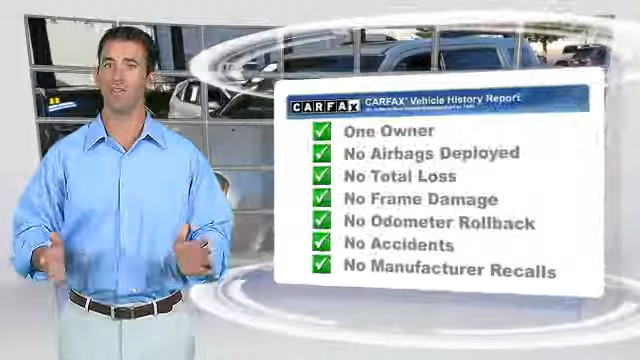 CARFAX
CARFAX Vehicle History Report
One Owner
No Airbags Deployed
No Total Loss
No Frame Damage
No Odometer Rollback
No Accidents
No Manufacturer Recalls